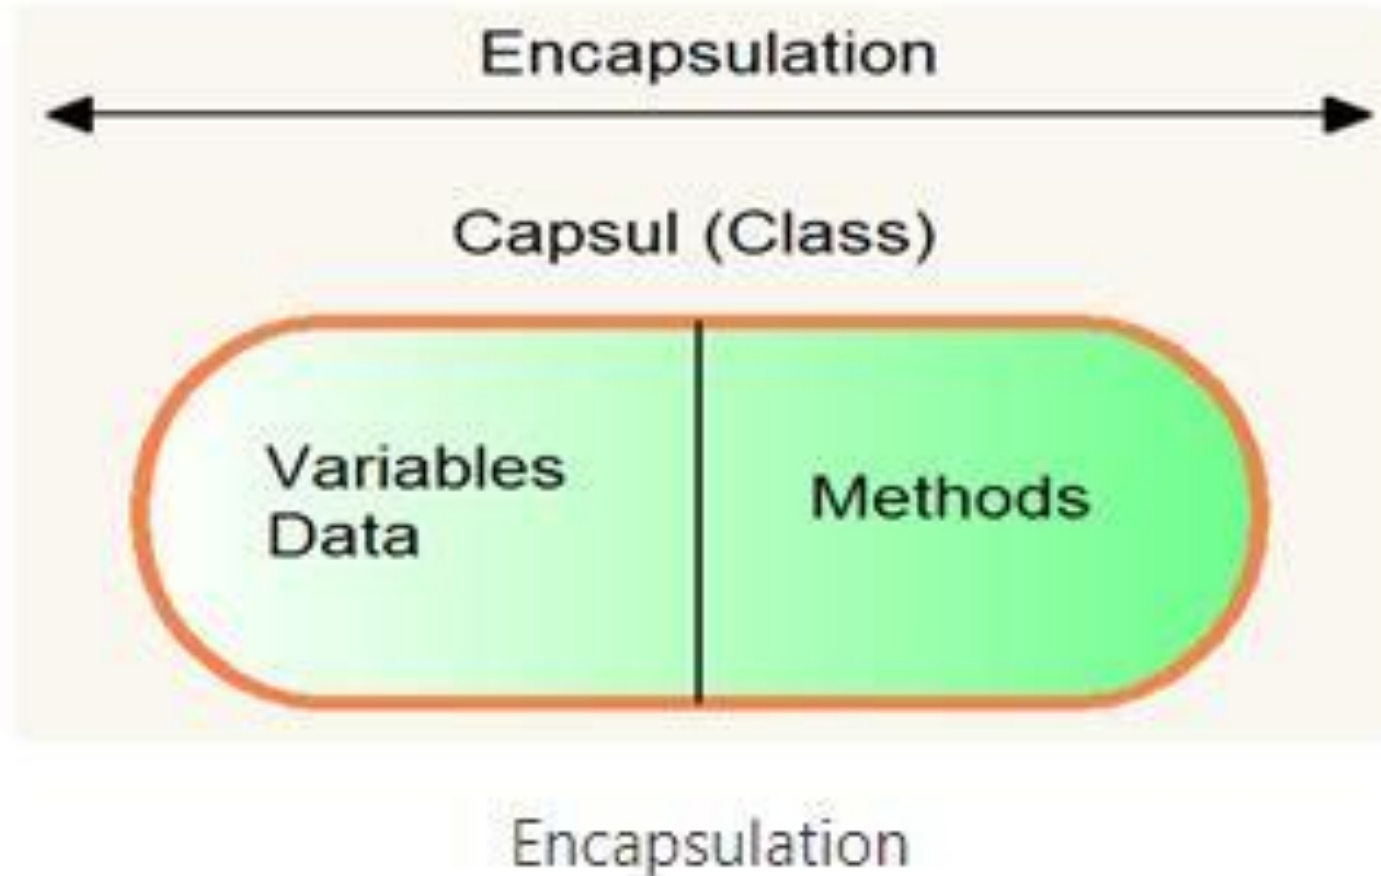 Encapsulation
Capsul (Class)
Variables
Data
Methods
Encapsulation